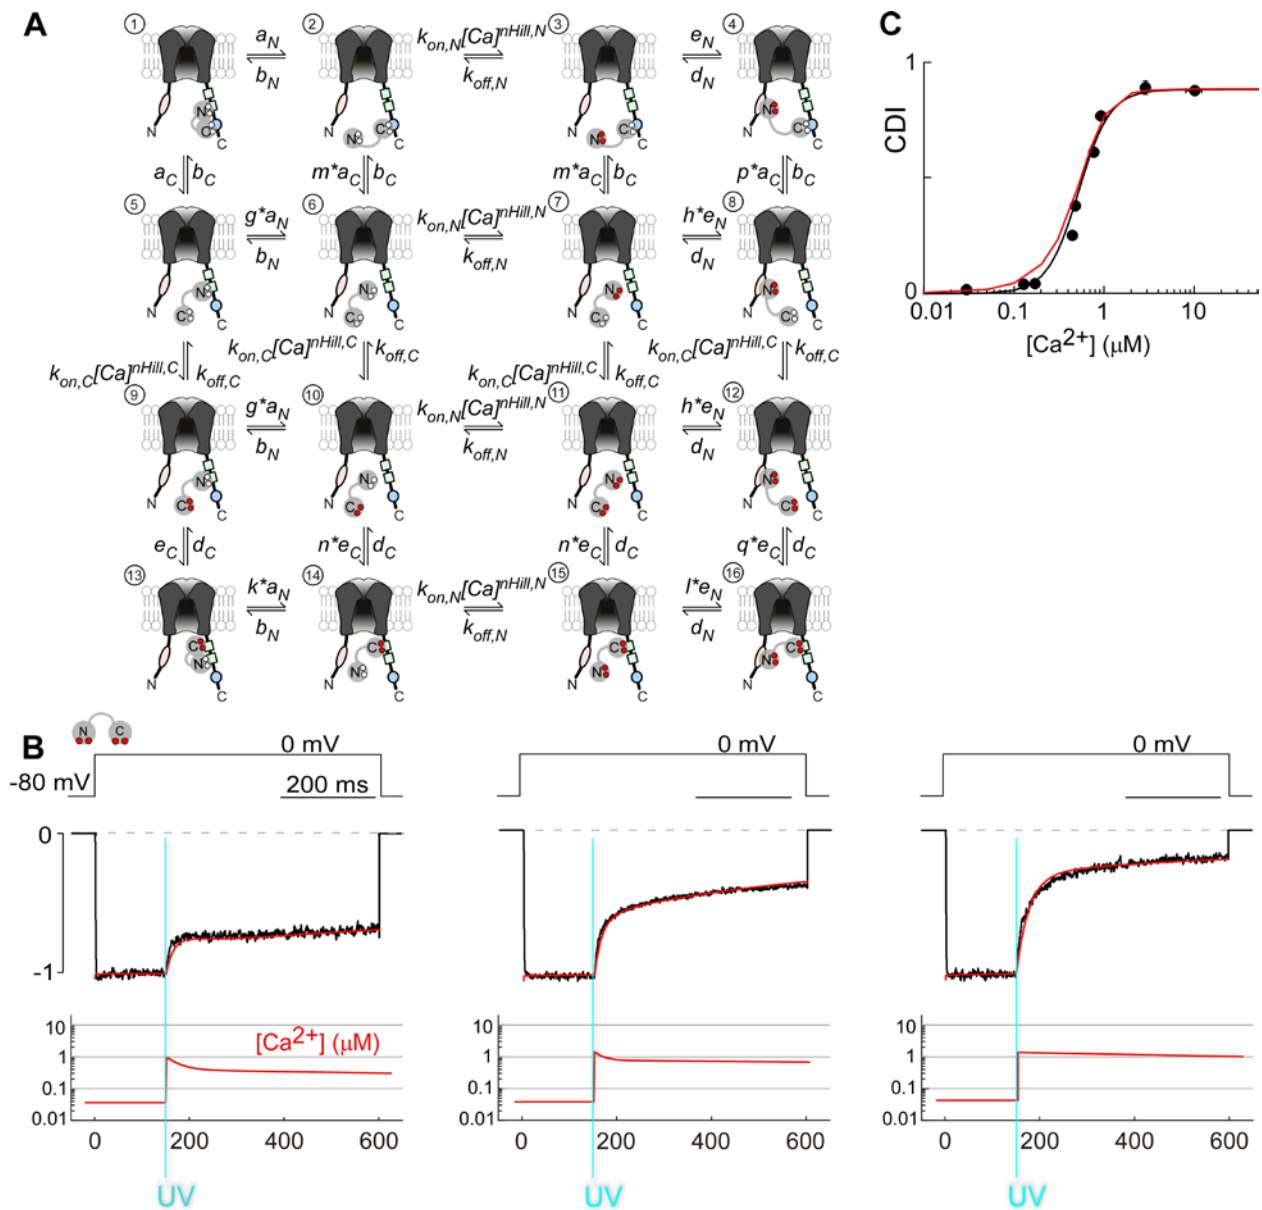 A
1 a_N 2 k_on,N[Ca]^nHill,N 3 e_N 4
b_N k_off,N d_N
N N C C N N C C N N C C N N C C
a_C b_C m*a_C b_C m*a_C b_C p*a_C b_C
5 g*a_N 6 k_on,N[Ca]^nHill,N 7 h*e_N 8
b_N k_off,N d_N
N N C C N N C C N N C C N N C C
k_on,C[Ca]^nHill,C k_off,C k_on,C[Ca]^nHill,C k_off,C k_on,C[Ca]^nHill,C k_off,C k_on,C[Ca]^nHill,C k_off,C
9 g*a_N 10 k_on,N[Ca]^nHill,N 11 h*e_N 12
b_N k_off,N d_N
N N C C N N C C N N C C N N C C
e_C d_C n*e_C d_C n*e_C d_C q*e_C d_C
13 k*a_N 14 k_on,N[Ca]^nHill,N 15 l*e_N 16
b_N k_off,N d_N
N C N C N C N C N C N C N N C C
C
CDI
1
0
0.01 0.1 1 10
[Ca2+] (μM)
B
N C
0 mV 0 mV 0 mV
-80 mV 200 ms
0
-1
10 10 10
[Ca2+] (μM)
1 1 1
0.1 0.1 0.1
0.01 0.01 0.01
0 200 400 600 0 200 400 600 0 200 400 600
UV UV UV